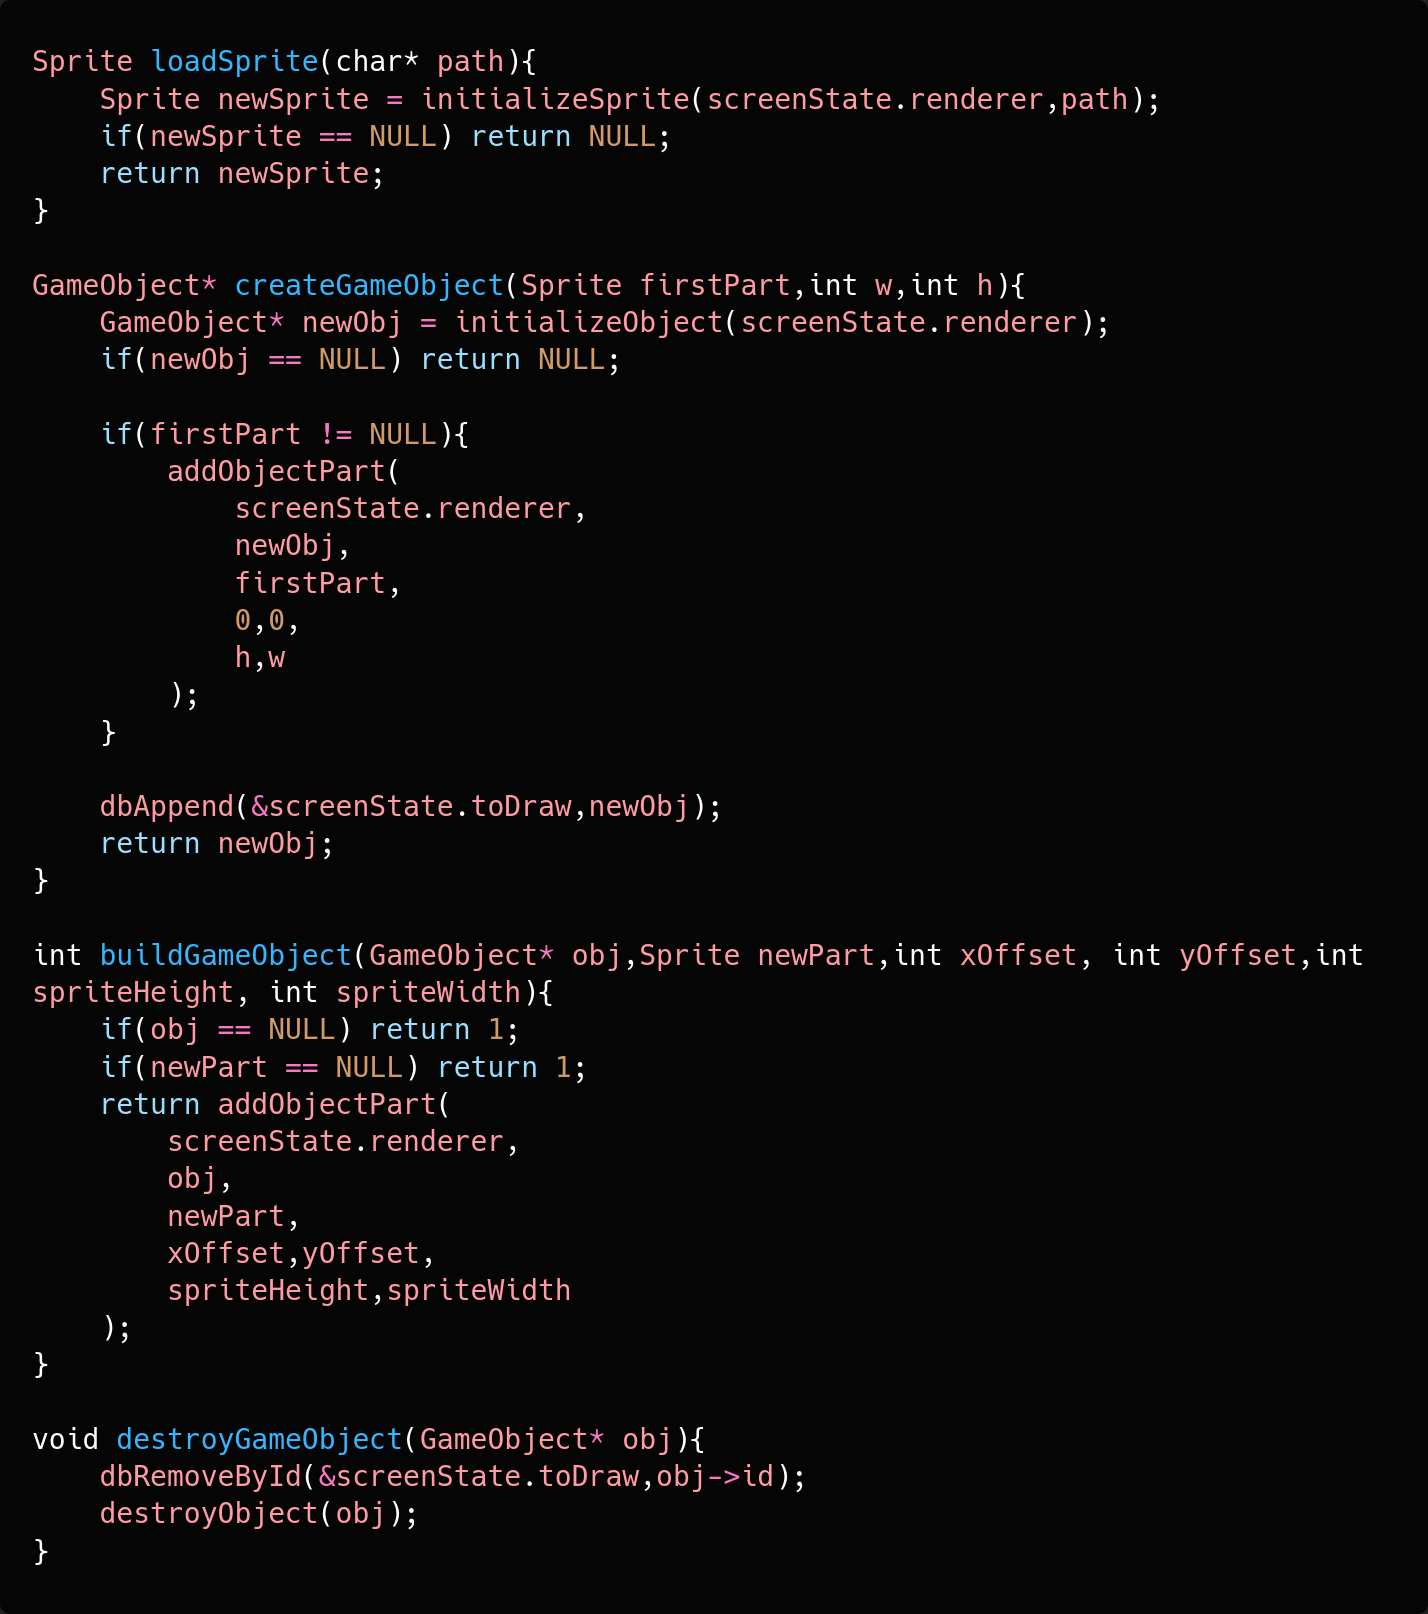 Sprite loadSprite(char* path){
    Sprite newSprite = initializeSprite(screenState.renderer,path);
    if(newSprite == NULL) return NULL;
    return newSprite;
}

GameObject* createGameObject(Sprite firstPart,int w,int h){
    GameObject* newObj = initializeObject(screenState.renderer);
    if(newObj == NULL) return NULL;

    if(firstPart != NULL){
        addObjectPart(
            screenState.renderer,
            newObj,
            firstPart,
            0,0,
            h,w
        );
    }

    dbAppend(&screenState.toDraw,newObj);
    return newObj;
}

int buildGameObject(GameObject* obj,Sprite newPart,int xOffset, int yOffset,int
spriteHeight, int spriteWidth){
    if(obj == NULL) return 1;
    if(newPart == NULL) return 1;
    return addObjectPart(
        screenState.renderer,
        obj,
        newPart,
        xOffset,yOffset,
        spriteHeight,spriteWidth
    );
}

void destroyGameObject(GameObject* obj){
    dbRemoveById(&screenState.toDraw,obj->id);
    destroyObject(obj);
}